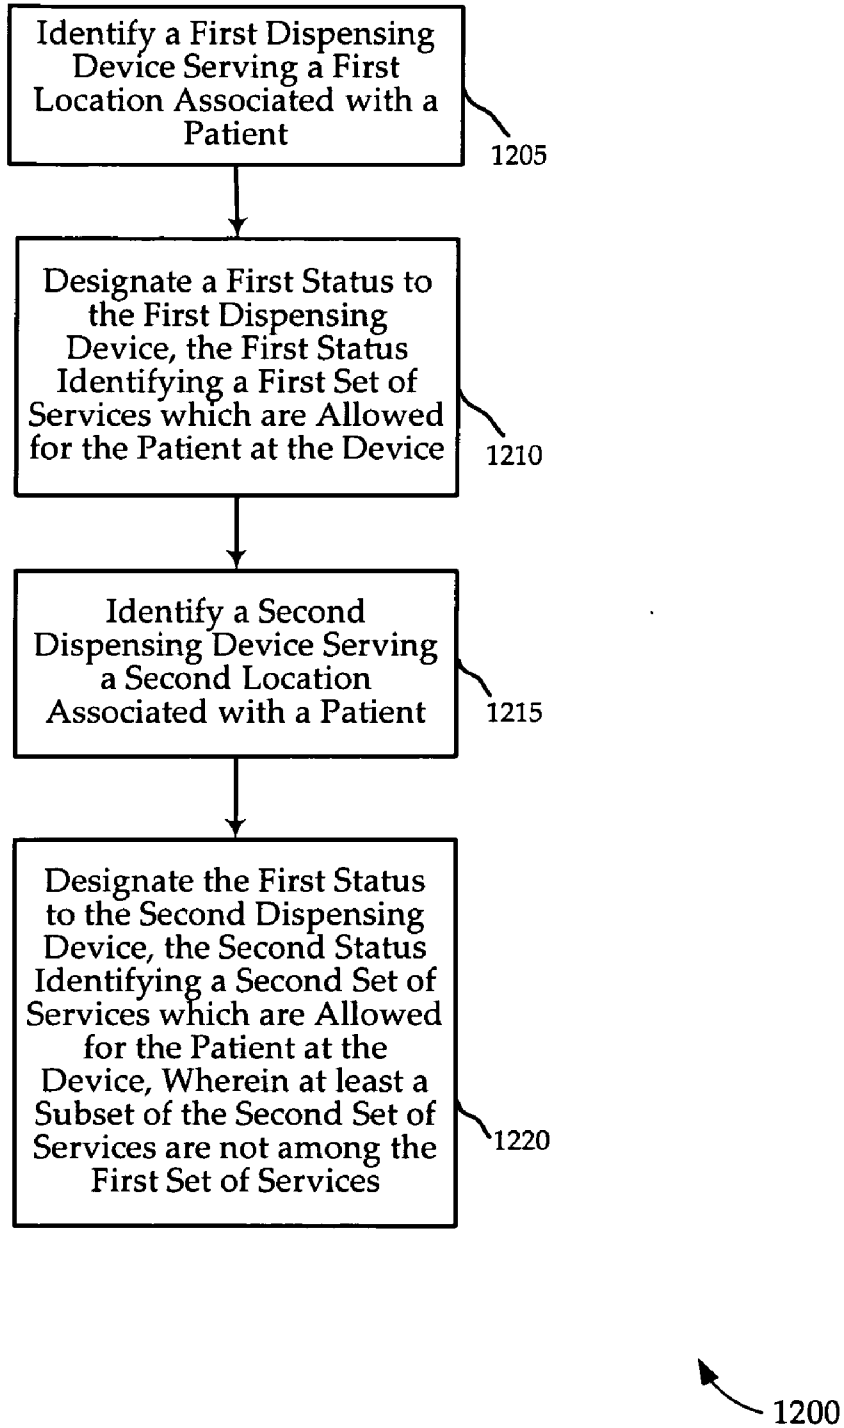 Identify a First Dispensing
Device Serving a First
Location Associated with a
Patient
1205
Designate a First Status to
the First Dispensing
Device, the First Status
Identifying a First Set of
Services which are Allowed
for the Patient at the Device
1210
Identify a Second
Dispensing Device Serving
a Second Location
Associated with a Patient
1215
Designate the First Status
to the Second Dispensing
Device, the Second Status
Identifying a Second Set of
Services which are Allowed
for the Patient at the
Device, Wherein at least a
Subset of the Second Set of
Services are not among the
First Set of Services
1220
1200